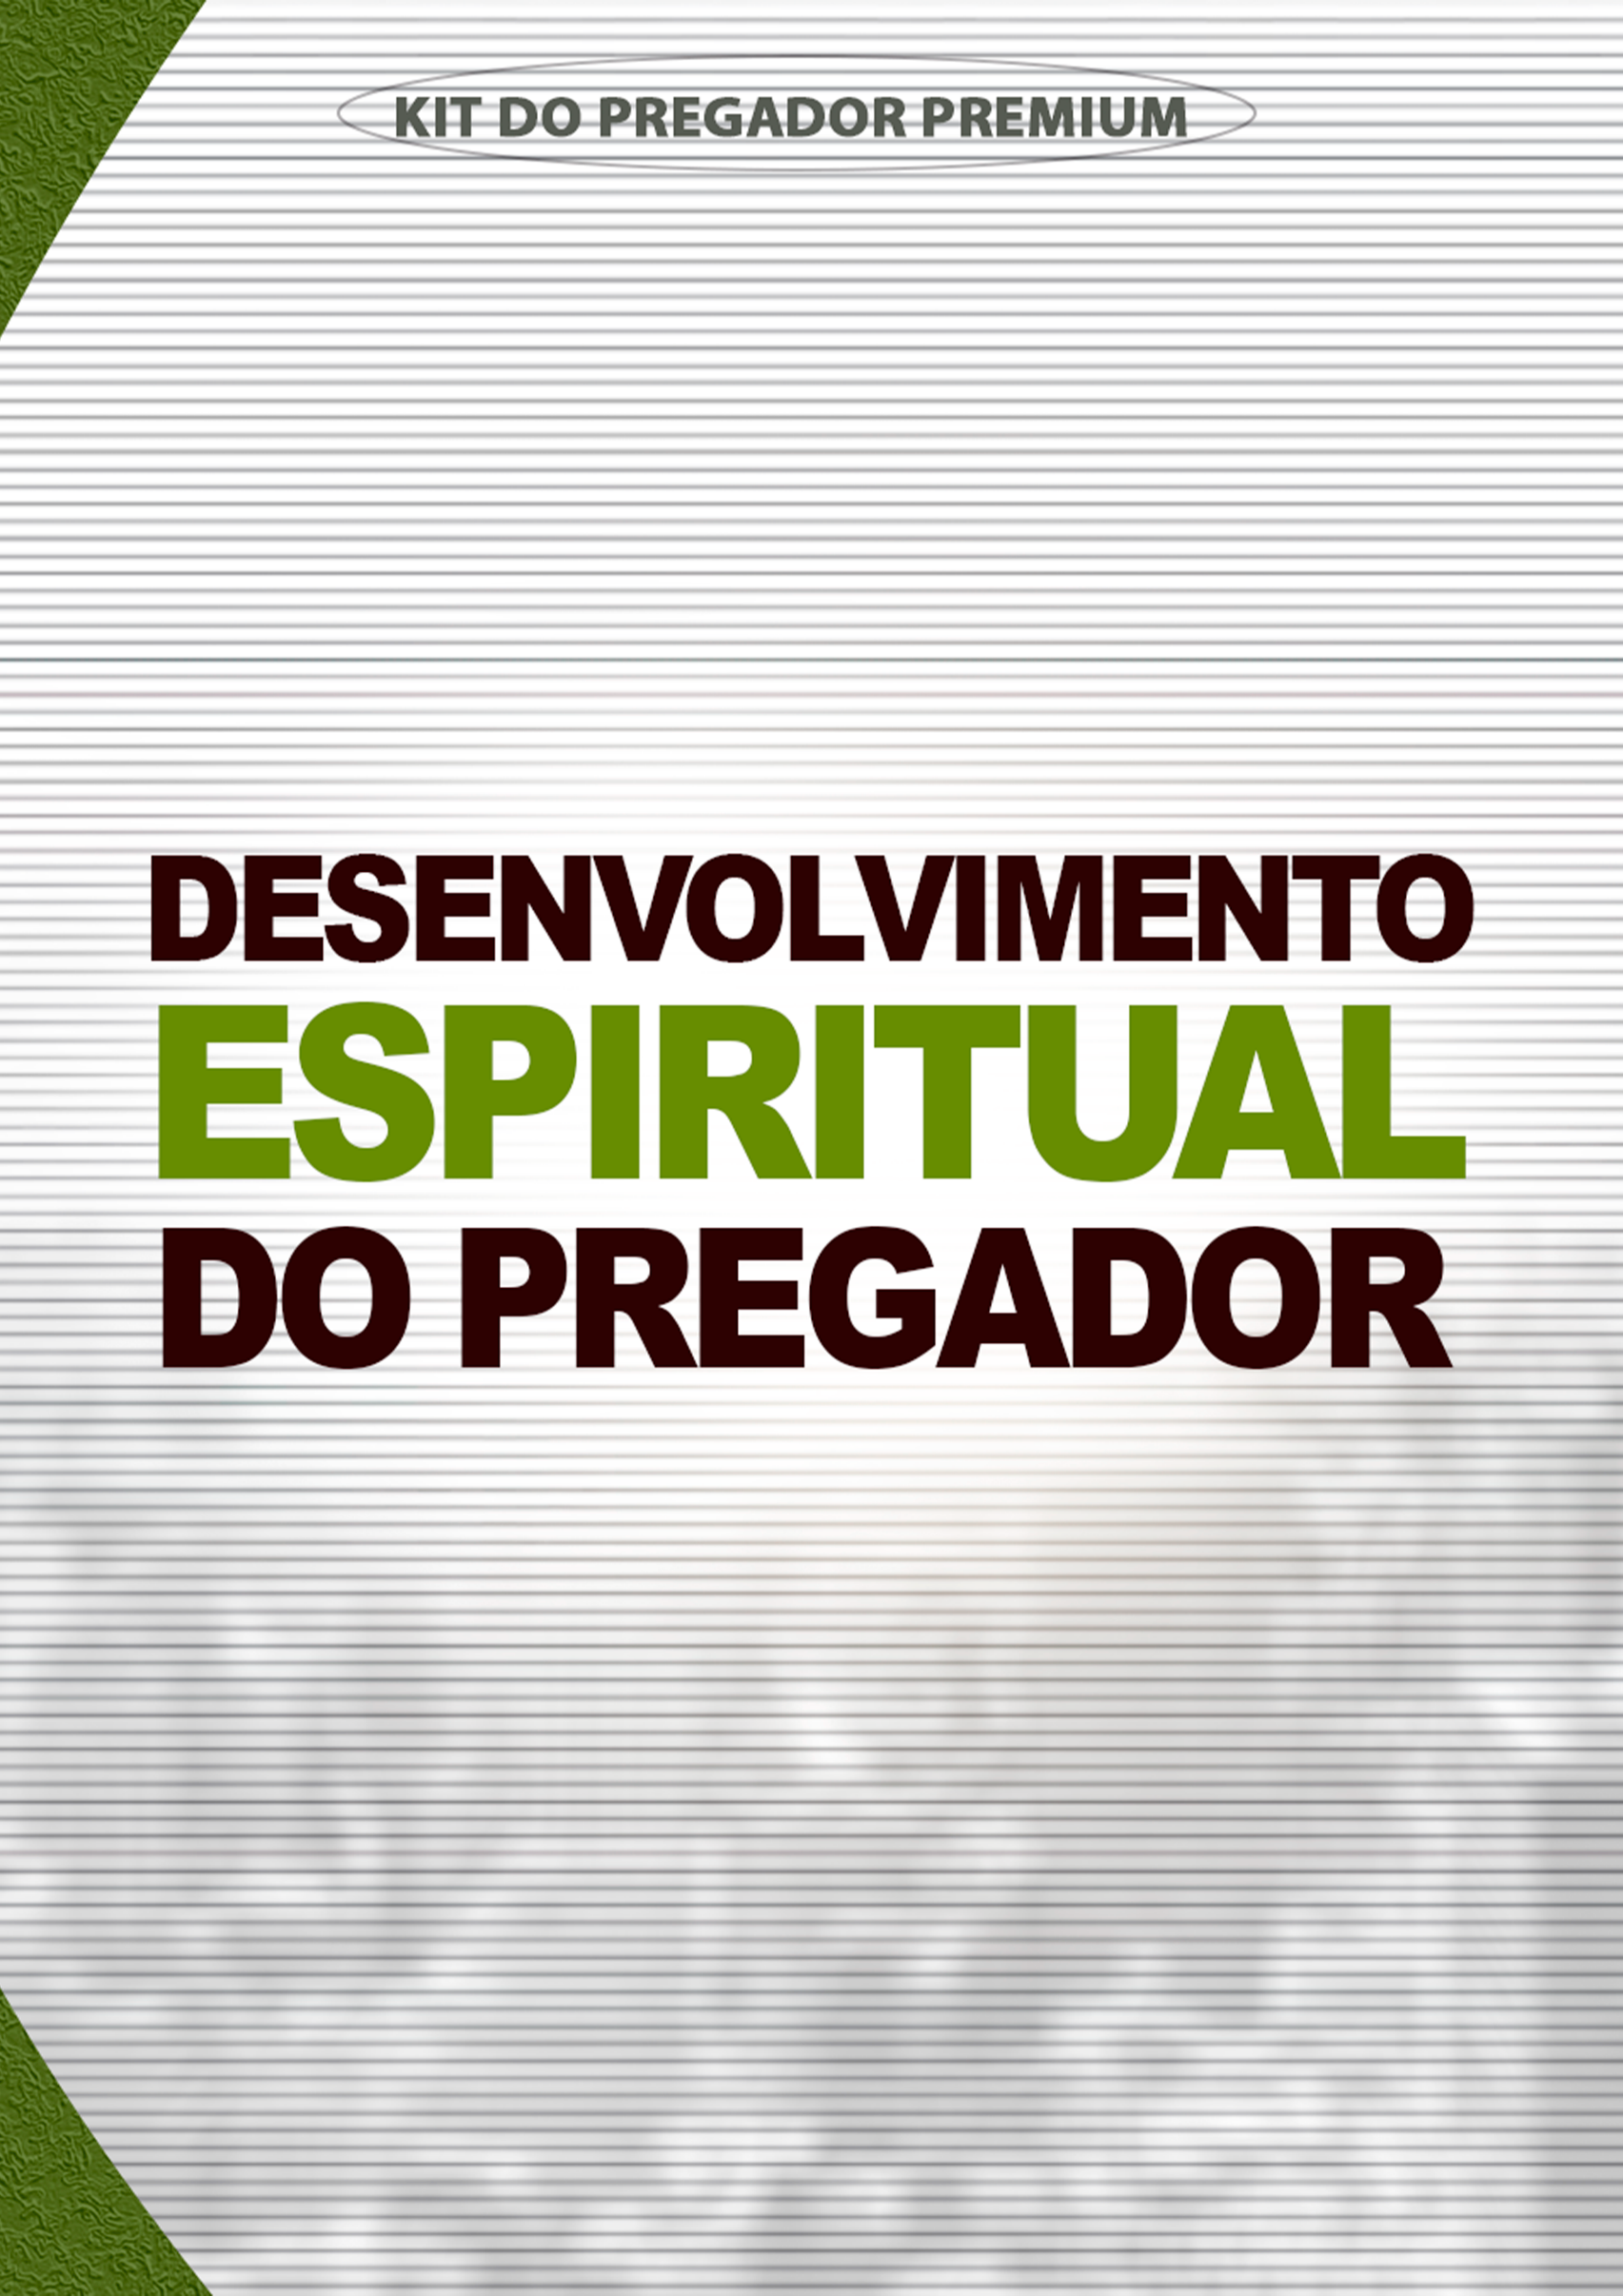 KIT DO PREGADOR PREMIUM
DESENVOLVIMENTO
ESPIRITUAL
DO PREGADOR